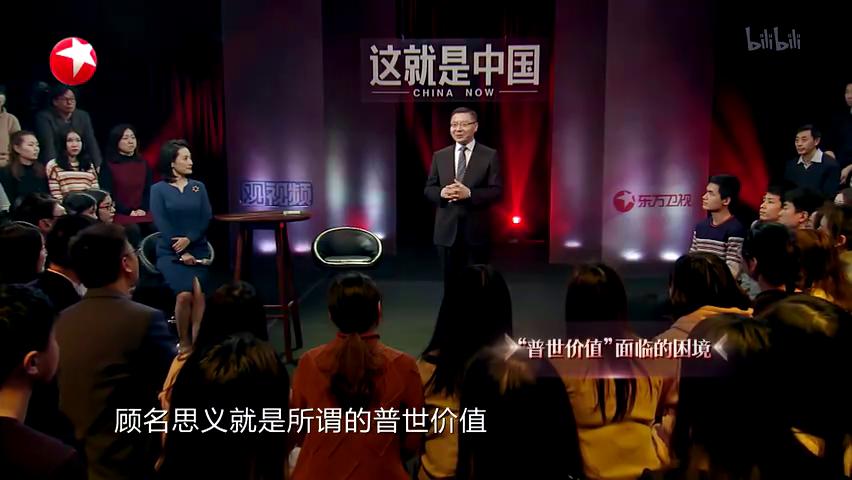 bilibili
这就是中国
CHINA NOW
观视频
东方卫视
“普世价值”面临的困境
顾名思义就是所谓的普世价值